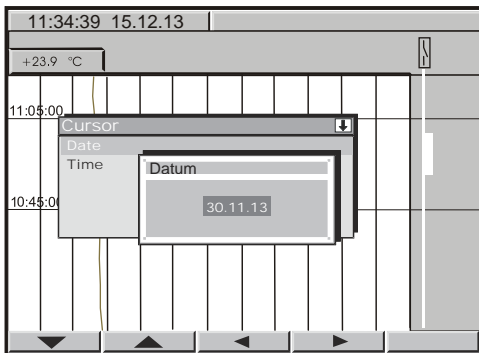 11:34:39 15.12.13
+23.9 °C
11:05:00
Cursor
Date
Time
Datum
30.11.13
10:45:00